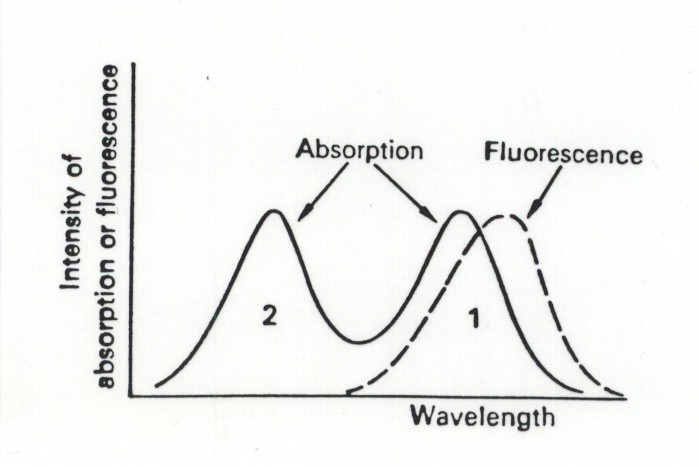 Intensity of
absorption or fluorescence
Absorption
Fluorescence
2
1
Wavelength